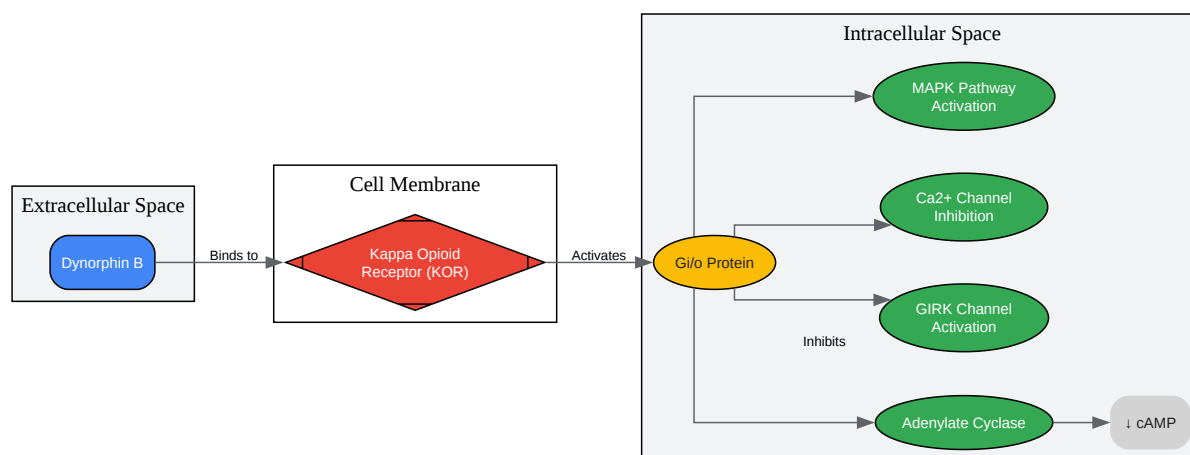 Extracellular Space
Dynorphin B
Binds to
Cell Membrane
Kappa Opioid
Receptor (KOR)
Activates
Intracellular Space
Gi/o Protein
MAPK Pathway
Activation
Ca2+ Channel
Inhibition
GIRK Channel
Activation
Inhibits
Adenylate Cyclase
↓ cAMP